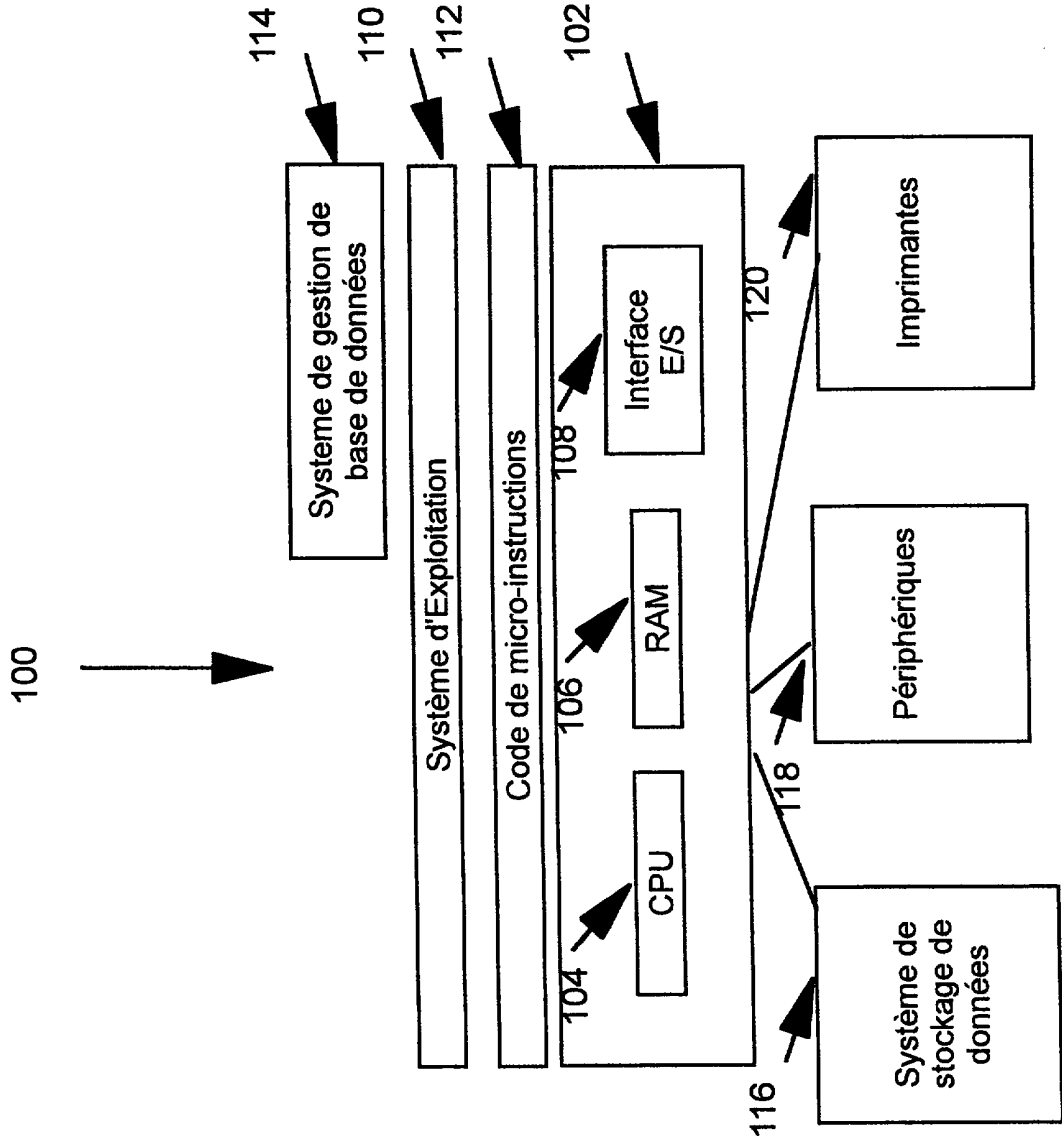 100
114
Systeme de gestion de
base de données
110
Système d'Exploitation
112
Code de micro-instructions
102
104
CPU
106
RAM
108
Interface
E/S
116
Système de
stockage de
données
118
Périphériques
120
Imprimantes